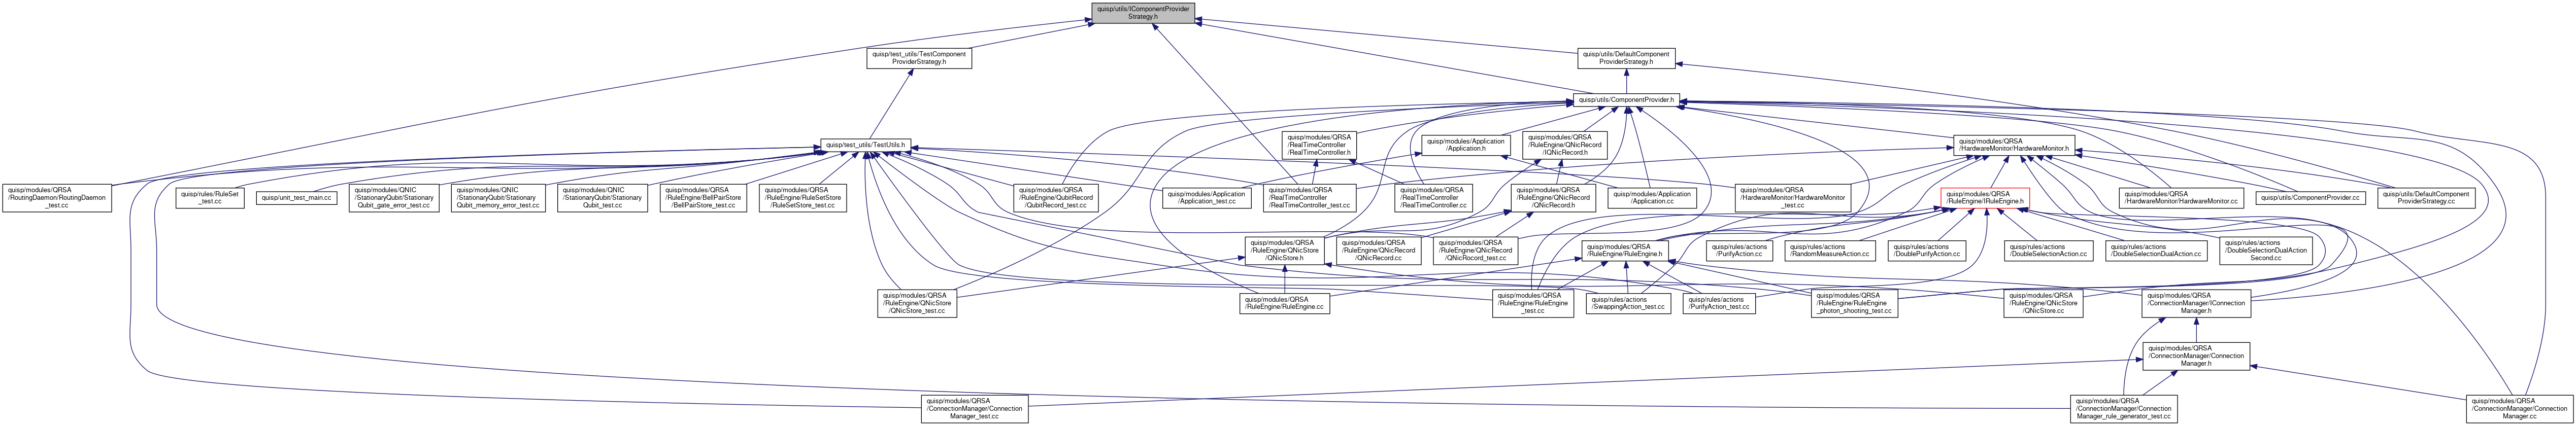 quisp/utils/IComponentProvider
Strategy.h
quisp/test_utils/TestComponent
ProviderStrategy.h
quisp/utils/DefaultComponent
ProviderStrategy.h
quisp/utils/ComponentProvider.h
quisp/test_utils/TestUtils.h
quisp/modules/QRSA
/RealTimeController
/RealTimeController.h
quisp/modules/Application
/Application.h
quisp/modules/QRSA
/RuleEngine/QNicRecord
/IQNicRecord.h
quisp/modules/QRSA
/HardwareMonitor/HardwareMonitor.h
quisp/modules/QRSA
/RoutingDaemon/RoutingDaemon
_test.cc
quisp/rules/RuleSet
_test.cc
quisp/unit_test_main.cc
quisp/modules/QNIC
/StationaryQubit/Stationary
Qubit_gate_error_test.cc
quisp/modules/QNIC
/StationaryQubit/Stationary
Qubit_memory_error_test.cc
quisp/modules/QNIC
/StationaryQubit/Stationary
Qubit_test.cc
quisp/modules/QRSA
/RuleEngine/BellPairStore
/BellPairStore_test.cc
quisp/modules/QRSA
/RuleEngine/RuleSetStore
/RuleSetStore_test.cc
quisp/modules/QRSA
/RuleEngine/QubitRecord
/QubitRecord_test.cc
quisp/modules/Application
/Application_test.cc
quisp/modules/QRSA
/RealTimeController
/RealTimeController_test.cc
quisp/modules/QRSA
/RealTimeController
/RealTimeController.cc
quisp/modules/QRSA
/RuleEngine/QNicRecord
/QNicRecord.h
quisp/modules/Application
/Application.cc
quisp/modules/QRSA
/HardwareMonitor/HardwareMonitor
_test.cc
quisp/modules/QRSA
/RuleEngine/IRuleEngine.h
quisp/modules/QRSA
/HardwareMonitor/HardwareMonitor.cc
quisp/utils/ComponentProvider.cc
quisp/utils/DefaultComponent
ProviderStrategy.cc
quisp/modules/QRSA
/RuleEngine/QNicStore
/QNicStore.h
quisp/modules/QRSA
/RuleEngine/QNicRecord
/QNicRecord.cc
quisp/modules/QRSA
/RuleEngine/QNicRecord
/QNicRecord_test.cc
quisp/modules/QRSA
/RuleEngine/RuleEngine.h
quisp/rules/actions
/PurifyAction.cc
quisp/rules/actions
/RandomMeasureAction.cc
quisp/rules/actions
/DoublePurifyAction.cc
quisp/rules/actions
/DoubleSelectionAction.cc
quisp/rules/actions
/DoubleSelectionDualAction.cc
quisp/rules/actions
/DoubleSelectionDualAction
Second.cc
quisp/modules/QRSA
/RuleEngine/QNicStore
/QNicStore_test.cc
quisp/modules/QRSA
/RuleEngine/RuleEngine.cc
quisp/modules/QRSA
/RuleEngine/RuleEngine
_test.cc
quisp/rules/actions
/SwappingAction_test.cc
quisp/rules/actions
/PurifyAction_test.cc
quisp/modules/QRSA
/RuleEngine/RuleEngine
_photon_shooting_test.cc
quisp/modules/QRSA
/RuleEngine/QNicStore
/QNicStore.cc
quisp/modules/QRSA
/ConnectionManager/IConnection
Manager.h
quisp/modules/QRSA
/ConnectionManager/Connection
Manager.h
quisp/modules/QRSA
/ConnectionManager/Connection
Manager_test.cc
quisp/modules/QRSA
/ConnectionManager/Connection
Manager_rule_generator_test.cc
quisp/modules/QRSA
/ConnectionManager/Connection
Manager.cc